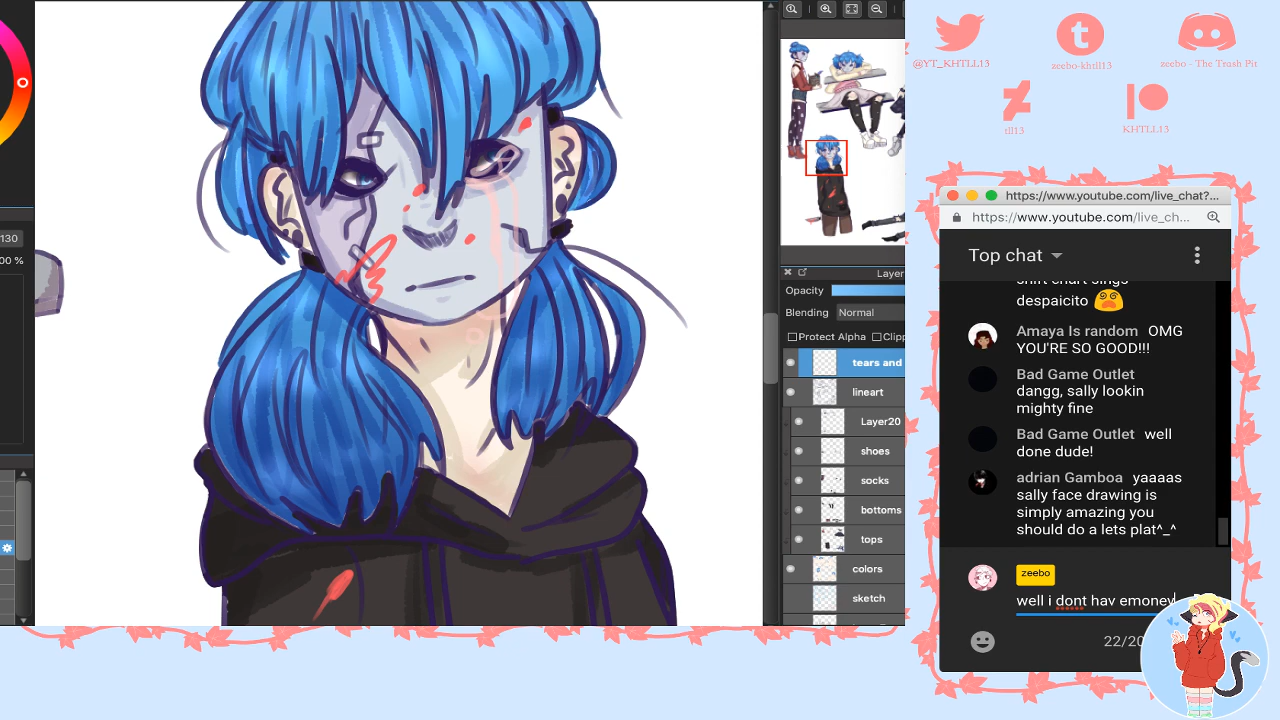 @YT_KHTLL13
zeebo-khtll13
zeebo - The Trash Pit
tll13
KHTLL13
https://www.youtube.com/live_chat?...
https://www.youtube.com/live_ch...
Top chat
despaicito
Amaya Is random OMG
YOU'RE SO GOOD!!!
Bad Game Outlet
dangg, sally lookin
mighty fine
Bad Game Outlet well
done dude!
adrian Gamboa yaaaas
sally face drawing is
simply amazing you
should do a lets plat^_^
zeebo
well i dont hav emoney
22/20
130
00 %
Layer
Opacity
Blending Normal
Protect Alpha Clipp
tears and
lineart
Layer20
shoes
socks
bottoms
tops
colors
sketch